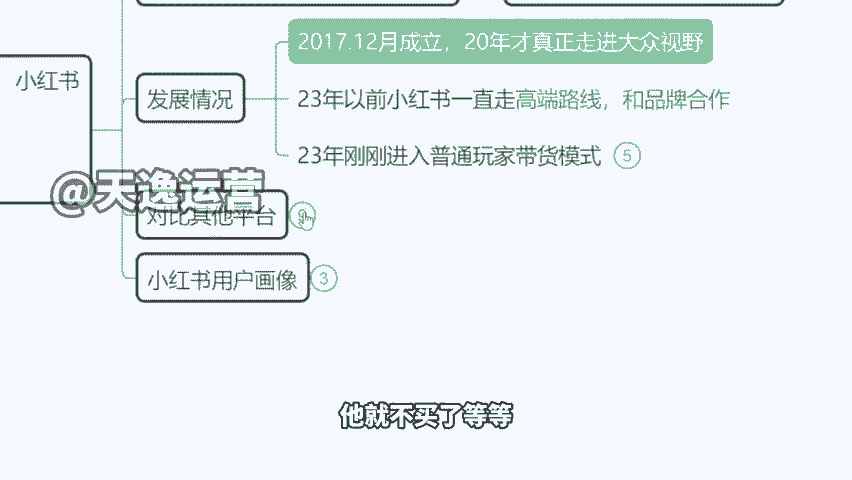 2017.12月成立，20年才真正走进大众视野
小红书
发展情况
23年以前小红书一直走高端路线，和品牌合作
23年刚刚进入普通玩家带货模式 5
@天逸运营
对比其他平台
小红书用户画像 3
他就不买了等等